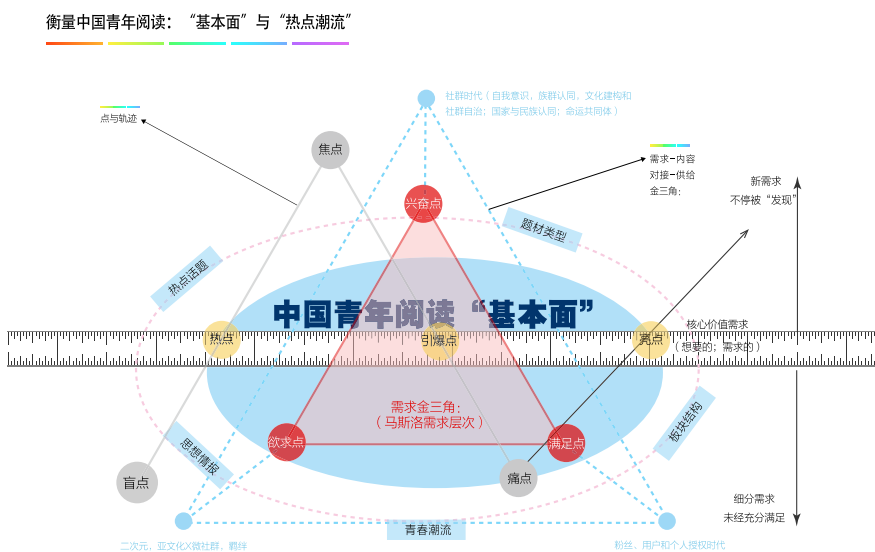 衡量中国青年阅读：“基本面”与“热点潮流”
社群时代（自我意识，族群认同，文化建构和
社群自治；国家与民族认同；命运共同体）
点与轨迹
焦点
需求-内容
对接-供给
金三角：
新需求
不停被“发现”
兴奋点
题材类型
热点话题
中国青年阅读“基本面”
热点
引爆点
亮点
核心价值需求
（想要的；需求的）
需求金三角：
（马斯洛需求层次）
板块结构
思想情报
欲求点
满足点
盲点
痛点
细分需求
未经充分满足
青春潮流
二次元，亚文化X微社群，羁绊
粉丝、用户和个人授权时代